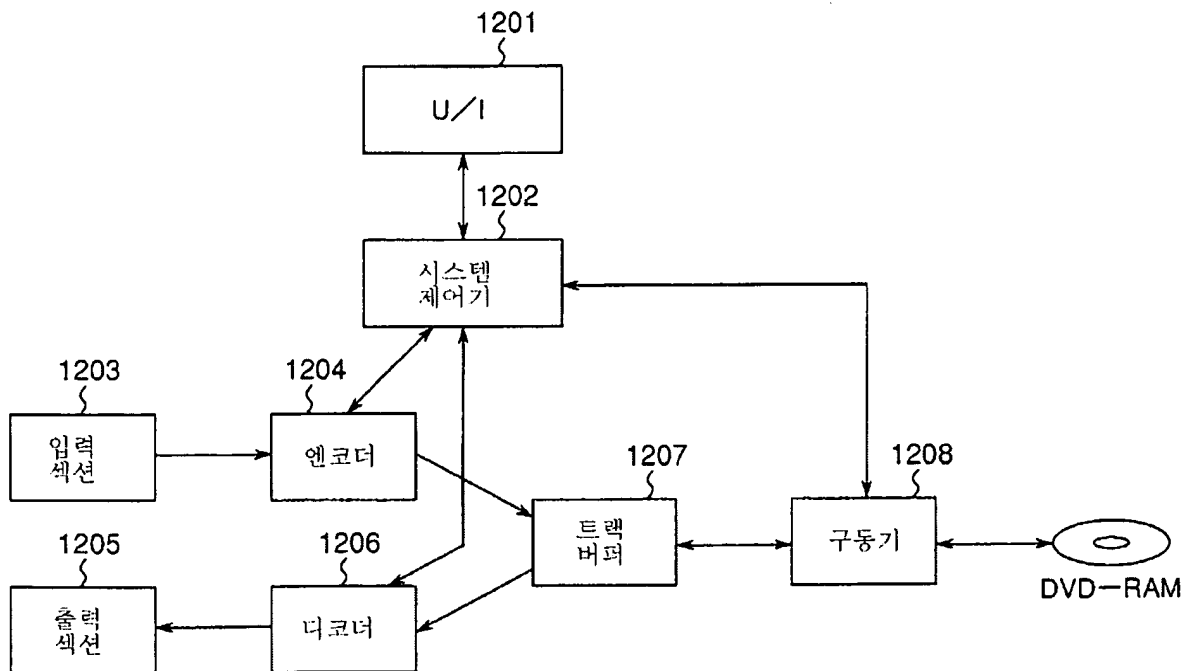 1201
U/I
1202
시스템
제어기
1203
입력
섹션
1204
엔코더
1205
출력
섹션
1206
디코더
1207
트랙
버퍼
1208
구동기
DVD-RAM